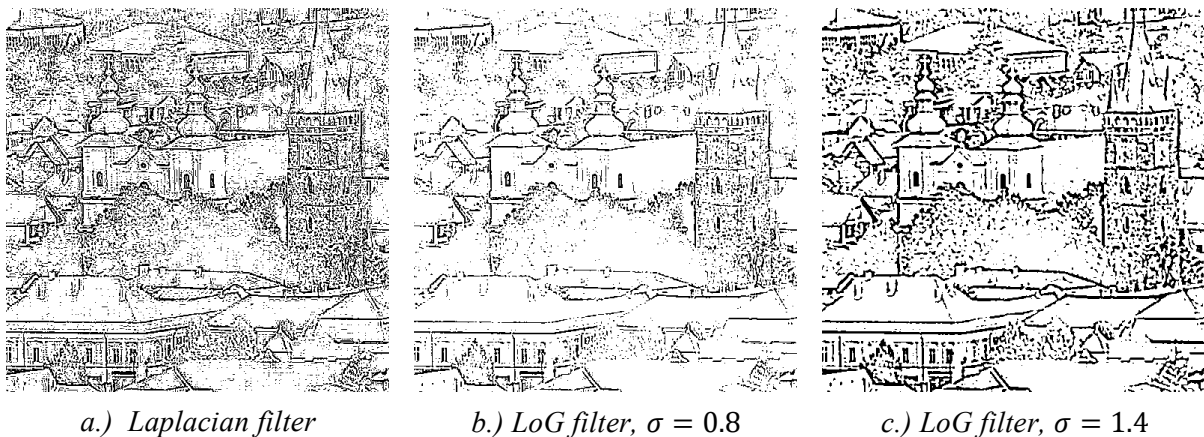 a.) Laplacian filter
b.) LoG filter, σ = 0.8
c.) LoG filter, σ = 1.4